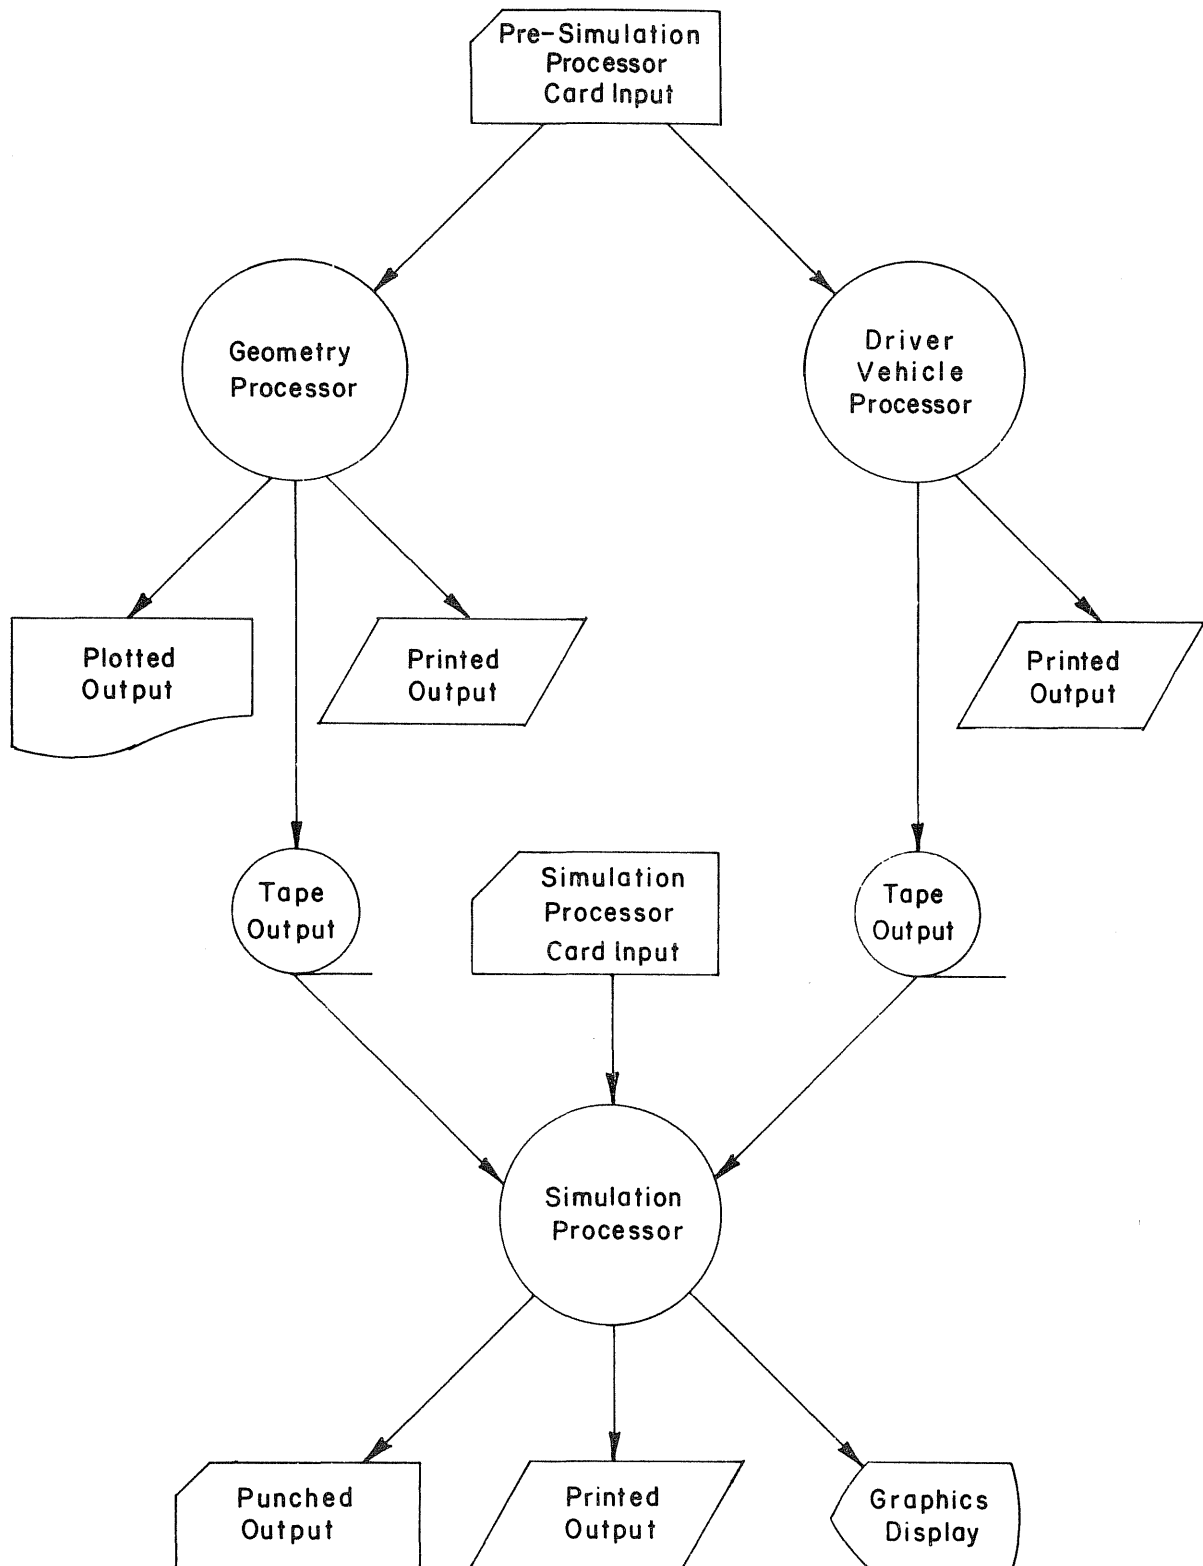 Pre-Simulation
Processor
Card Input
Geometry
Processor
Driver
Vehicle
Processor
Plotted
Output
Printed
Output
Printed
Output
Tape
Output
Simulation
Processor
Card Input
Tape
Output
Simulation
Processor
Punched
Output
Printed
Output
Graphics
Display